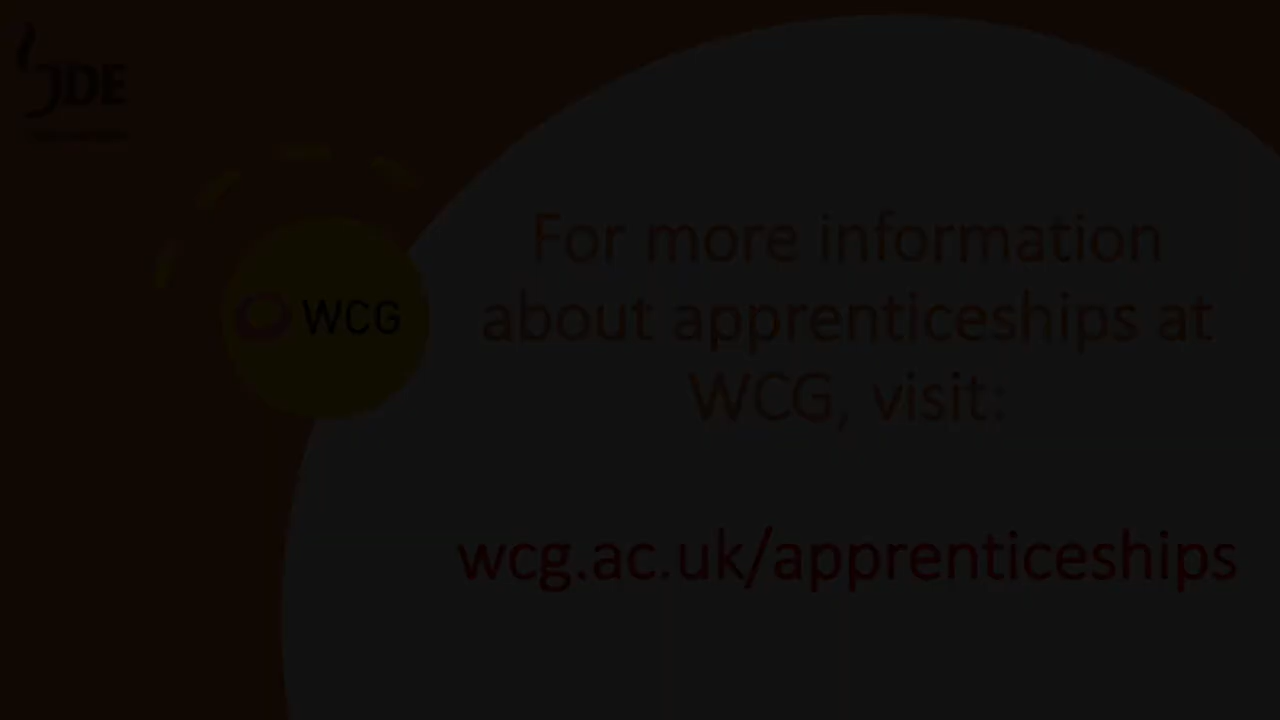 JDE
WCG
For more information
about apprenticeships at
WCG, visit:
wcg.ac.uk/apprenticeships